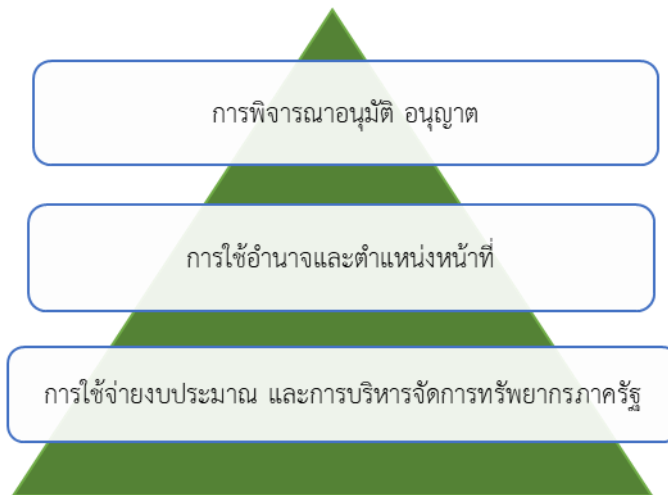 การพิจารณาอนุมัติ อนุญาต
การใช้อำนาจและตำแหน่งหน้าที่
การใช้จ่ายงบประมาณ และการบริหารจัดการทรัพยากรภาครัฐ